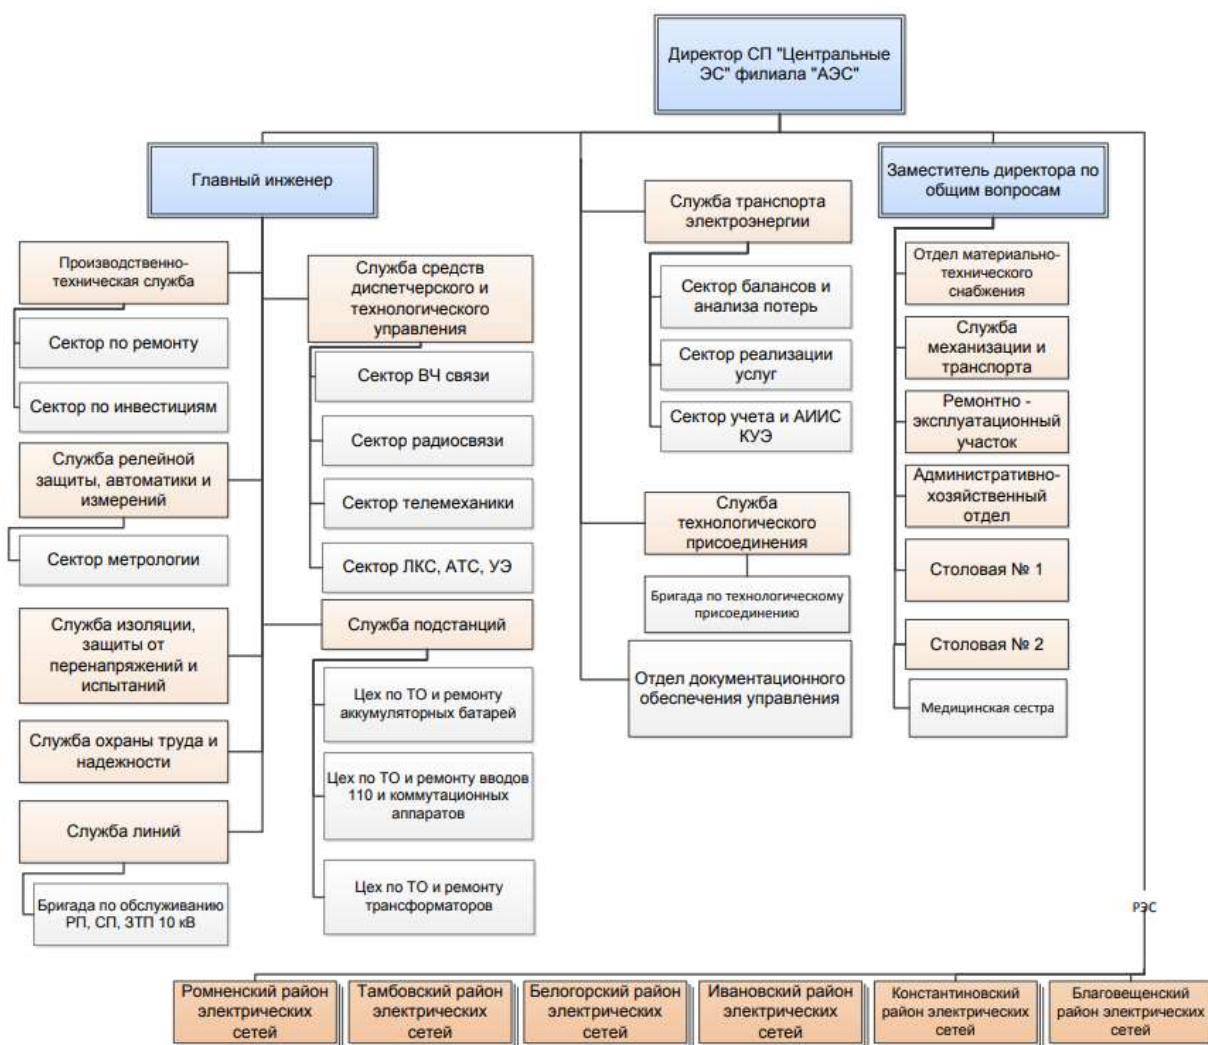 Директор СП "Центральные
ЭС" филиала "АЭС"
Главный инженер
Производственно-
техническая служба
Сектор по ремонту
Сектор по инвестициям
Служба релейной
защиты, автоматики и
измерений
Сектор метрологии
Служба изоляции,
защиты от
перенапряжений и
испытаний
Служба охраны труда и
надежности
Служба линий
Бригада по обслуживанию
РП, СП, ЗТП 10 кВ
Служба средств
диспетчерского и
технологического
управления
Сектор ВЧ связи
Сектор радиосвязи
Сектор телемеханики
Сектор ЛКС, АТС, УЭ
Служба подстанций
Цех по ТО и ремонту
аккумуляторных батарей
Цех по ТО и ремонту вводов
110 и коммутационных
аппаратов
Цех по ТО и ремонту
трансформаторов
Служба транспорта
электроэнергии
Сектор балансов и
анализа потерь
Сектор реализации
услуг
Сектор учета и АИИС
КУЭ
Служба
технологического
присоединения
Бригада по технологическому
присоединению
Отдел документационного
обеспечения управления
Заместитель директора по
общим вопросам
Отдел материально-
технического
снабжения
Служба
механизации и
транспорта
Ремонтно -
эксплуатационный
участок
Административно-
хозяйственный
отдел
Столовая № 1
Столовая № 2
Медицинская сестра
РЭС
Ромненский район
электрических
сетей
Тамбовский район
электрических
сетей
Белогорский район
электрических
сетей
Ивановский район
электрических
сетей
Константиновский
район электрических
сетей
Благовещенский
район электрических
сетей